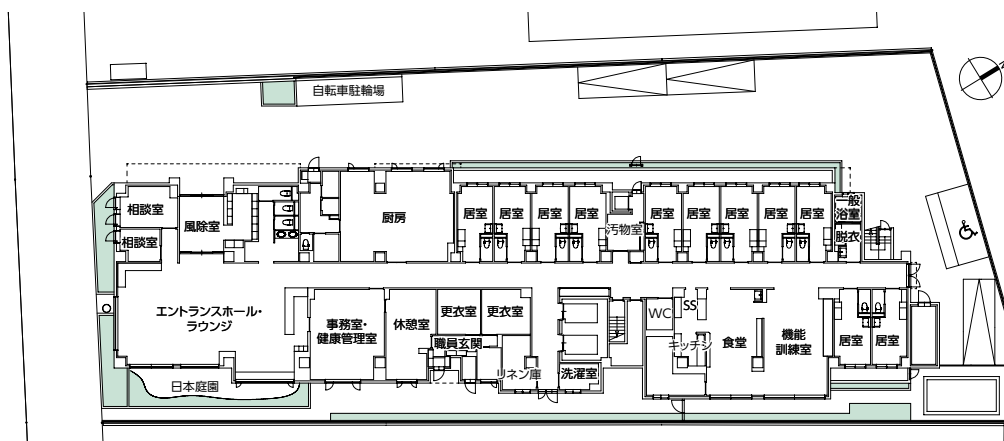 自転車駐輪場
相談室
風除室
相談室
厨房
居室
居室
居室
居室
汚物室
居室
居室
居室
居室
居室
一般
浴室
脱衣
エントランスホール・
ラウンジ
事務室・
健康管理室
休憩室
更衣室
更衣室
職員玄関
リネン庫
洗濯室
WC
SS
キッチン
食堂
機能
訓練室
居室
居室
日本庭園